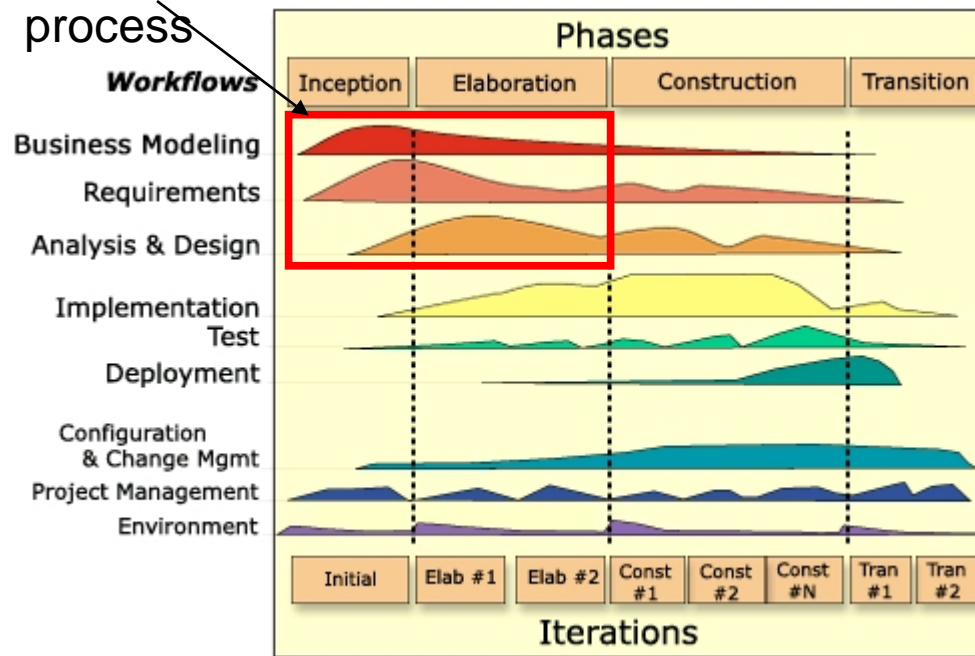 process
Phases
Workflows Inception Elaboration Construction Transition
Business Modeling
Requirements
Analysis & Design
Implementation
Test
Deployment
Configuration
& Change Mgmt
Project Management
Environment
Initial Elab #1 Elab #2 Const #1 Const #2 Const #N Tran #1 Tran #2
Iterations